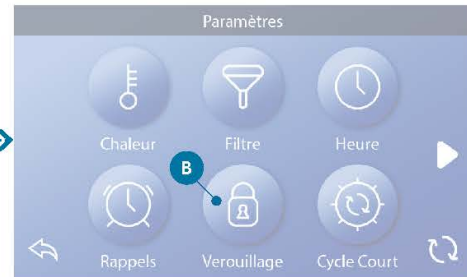 Paramètres
Chaleur Filtre Heure
B
Rappels Verouillage Cycle Court